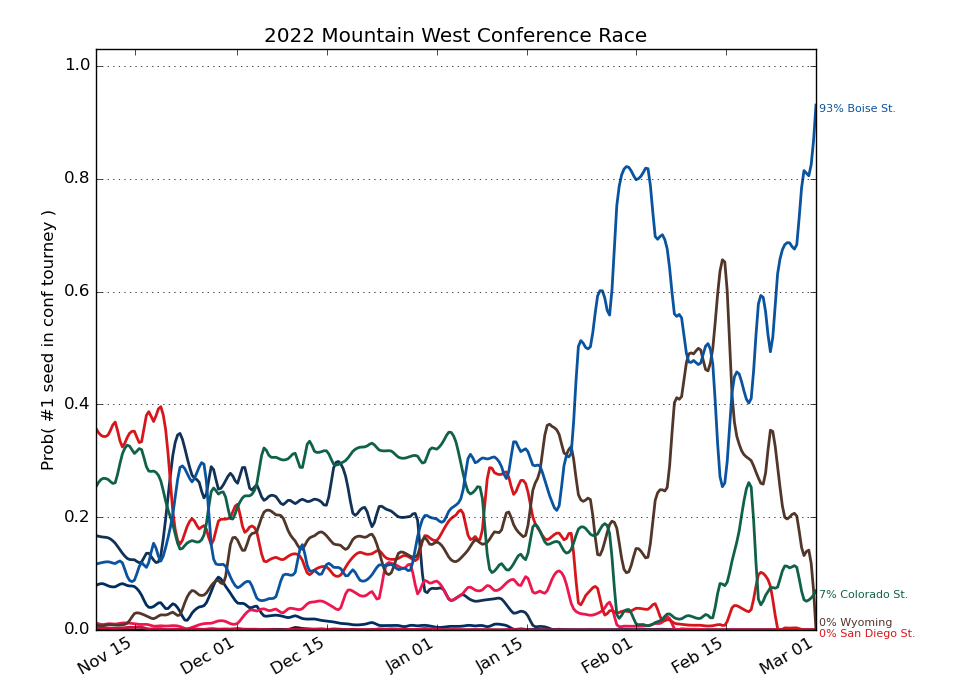 2022 Mountain West Conference Race
Prob( #1 seed in conf tourney )
1.0
0.8
0.6
0.4
0.2
0.0
Nov 15
Dec 01
Dec 15
Jan 01
Jan 15
Feb 01
Feb 15
Mar 01
93% Boise St.
7% Colorado St.
0% Wyoming
0% San Diego St.